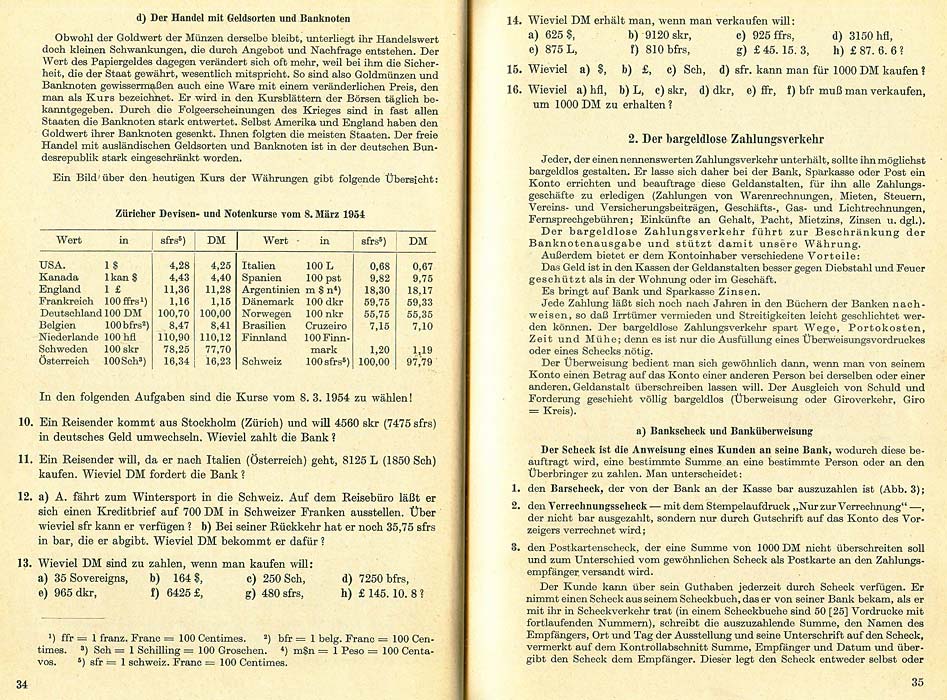 d) Der Handel mit Geldsorten und Banknoten
Obwohl der Goldwert der Münzen derselbe bleibt, unterliegt ihr Handelswert
doch kleinen Schwankungen, die durch Angebot und Nachfrage entstehen. Der
Wert des Papiergeldes dagegen verändert sich oft mehr, weil bei ihm die Sicher-
heit, die der Staat gewährt, wesentlich mitspricht. So sind also Goldmünzen und
Banknoten gewissermaßen auch eine Ware mit einem veränderlichen Preis, den
man als Kurs bezeichnet. Er wird in den Kursblättern der Börsen täglich be-
kanntgegeben. Durch die Folgeerscheinungen des Krieges sind in fast allen
Staaten die Banknoten stark entwertet. Selbst Amerika und England haben den
Goldwert ihrer Banknoten gesenkt. Ihnen folgten die meisten Staaten. Der freie
Handel mit ausländischen Geldsorten und Banknoten ist in der deutschen Bun-
desrepublik stark eingeschränkt worden.
Ein Bild über den heutigen Kurs der Währungen gibt folgende Übersicht:
Züricher Devisen- und Notenkurse vom 8. März 1954
Wert in sfrs⁵) DM Wert in sfrs⁵) DM
USA. 1 $ 4,28 4,25 Italien 100 L 0,68 0,67
Kanada 1 kan $ 4,43 4,40 Spanien 100 pst 9,82 9,75
England 1 £ 11,36 11,28 Argentinien m $ n⁴) 18,30 18,17
Frankreich 100 ffrs¹) 1,16 1,15 Dänemark 100 dkr 59,75 59,33
Deutschland 100 DM 100,70 100,00 Norwegen 100 nkr 55,75 55,35
Belgien 100 bfrs²) 8,47 8,41 Brasilien Cruzeiro 7,15 7,10
Niederlande 100 hfl 110,90 110,12 Finnland 100 Finn-
Schweden 100 skr 78,25 77,70 mark 1,20 1,19
Österreich 100 Sch³) 16,34 16,23 Schweiz 100 sfrs⁵) 100,00 97,79
In den folgenden Aufgaben sind die Kurse vom 8. 3. 1954 zu wählen!
10. Ein Reisender kommt aus Stockholm (Zürich) und will 4560 skr (7475 sfrs)
in deutsches Geld umwechseln. Wieviel zahlt die Bank?
11. Ein Reisender will, da er nach Italien (Österreich) geht, 8125 L (1850 Sch)
kaufen. Wieviel DM fordert die Bank?
12. a) A. fährt zum Wintersport in die Schweiz. Auf dem Reisebüro läßt er
sich einen Kreditbrief auf 700 DM in Schweizer Franken ausstellen. Über
wieviel sfr kann er verfügen? b) Bei seiner Rückkehr hat er noch 35,75 sfrs
in bar, die er abgibt. Wieviel DM bekommt er dafür?
13. Wieviel DM sind zu zahlen, wenn man kaufen will:
a) 35 Sovereigns, b) 164 $, c) 250 Sch, d) 7250 bfrs,
e) 965 dkr, f) 6425 £, g) 480 sfrs, h) £ 145. 10. 8?
¹) ffr = 1 franz. Franc = 100 Centimes. ²) bfr = 1 belg. Franc = 100 Cen-
times. ³) Sch = 1 Schilling = 100 Groschen. ⁴) m$n = 1 Peso = 100 Centa-
vos. ⁵) sfr = 1 schweiz. Franc = 100 Centimes.
34
14. Wieviel DM erhält man, wenn man verkaufen will:
a) 625 $, b) 9120 skr, c) 925 ffrs, d) 3150 hfl,
e) 875 L, f) 810 bfrs, g) £ 45. 15. 3, h) £ 87. 6. 6?
15. Wieviel a) $, b) £, c) Sch, d) sfr. kann man für 1000 DM kaufen?
16. Wieviel a) hfl, b) L, c) skr, d) dkr, e) ffr, f) bfr muß man verkaufen,
um 1000 DM zu erhalten?
2. Der bargeldlose Zahlungsverkehr
Jeder, der einen nennenswerten Zahlungsverkehr unterhält, sollte ihn möglichst
bargeldlos gestalten. Er lasse sich daher bei der Bank, Sparkasse oder Post ein
Konto errichten und beauftrage diese Geldanstalten, für ihn alle Zahlungs-
geschäfte zu erledigen (Zahlungen von Warenrechnungen, Mieten, Steuern,
Vereins- und Versicherungsbeiträgen, Geschäfts-, Gas- und Lichtrechnungen,
Fernsprechgebühren; Einkünfte an Gehalt, Pacht, Mietzins, Zinsen u. dgl.).
Der bargeldlose Zahlungsverkehr führt zur Beschränkung der
Banknotenausgabe und stützt damit unsere Währung.
Außerdem bietet er dem Kontoinhaber verschiedene Vorteile:
Das Geld ist in den Kassen der Geldanstalten besser gegen Diebstahl und Feuer
geschützt als in der Wohnung oder im Geschäft.
Es bringt auf Bank und Sparkasse Zinsen.
Jede Zahlung läßt sich noch nach Jahren in den Büchern der Banken nach-
weisen, so daß Irrtümer vermieden und Streitigkeiten leicht geschlichtet wer-
den können. Der bargeldlose Zahlungsverkehr spart Wege, Portokosten,
Zeit und Mühe; denn es ist nur die Ausfüllung eines Überweisungsvordruckes
oder eines Schecks nötig.
Der Überweisung bedient man sich gewöhnlich dann, wenn man von seinem
Konto einen Betrag auf das Konto einer anderen Person bei derselben oder einer
anderen Geldanstalt überschreiben lassen will. Der Ausgleich von Schuld und
Forderung geschieht völlig bargeldlos (Überweisung oder Giroverkehr, Giro
= Kreis).
a) Bankscheck und Banküberweisung
Der Scheck ist die Anweisung eines Kunden an seine Bank, wodurch diese be-
auftragt wird, eine bestimmte Summe an eine bestimmte Person oder an den
Überbringer zu zahlen. Man unterscheidet:
1. den Barscheck, der von der Bank an der Kasse bar auszuzahlen ist (Abb. 3);
2. den Verrechnungsscheck — mit dem Stempelaufdruck „Nur zur Verrechnung“ —,
der nicht bar ausgezahlt, sondern nur durch Gutschrift auf das Konto des Vor-
zeigers verrechnet wird;
3. den Postkartenscheck, der eine Summe von 1000 DM nicht überschreiten soll
und zum Unterschied vom gewöhnlichen Scheck als Postkarte an den Zahlungs-
empfänger versandt wird.
Der Kunde kann über sein Guthaben jederzeit durch Scheck verfügen. Er
nimmt einen Scheck aus seinem Scheckbuch, das er von seiner Bank bekam, als er
mit ihr in Scheckverkehr trat (in einem Scheckbuche sind 50 [25] Vordrucke mit
fortlaufenden Nummern), schreibt die auszuzahlende Summe, den Namen des
Empfängers, Ort und Tag der Ausstellung und seine Unterschrift auf den Scheck,
vermerkt auf dem Kontrollabschnitt Summe, Empfänger und Datum und über-
gibt den Scheck dem Empfänger. Dieser legt den Scheck entweder selbst oder
35